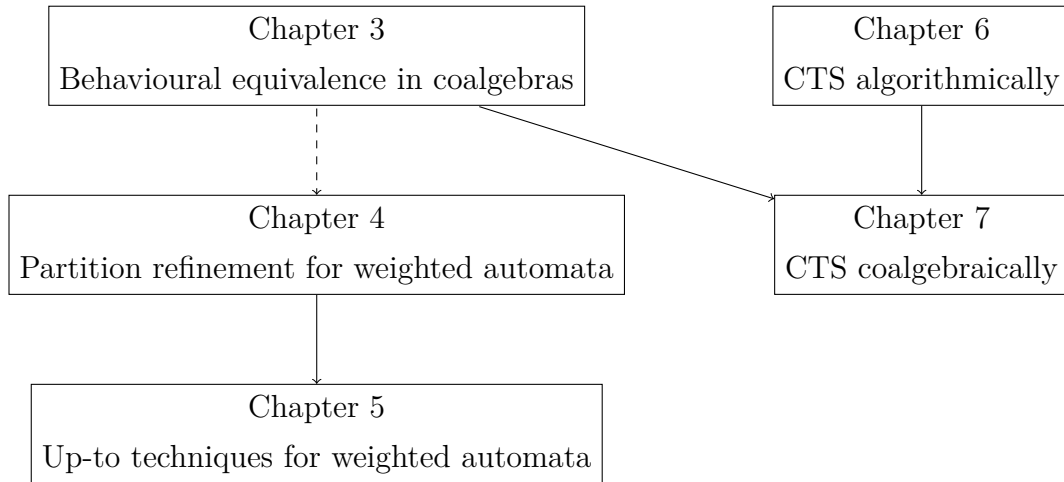 Chapter 3
Behavioural equivalence in coalgebras
Chapter 6
CTS algorithmically
Chapter 4
Partition refinement for weighted automata
Chapter 7
CTS coalgebraically
Chapter 5
Up-to techniques for weighted automata